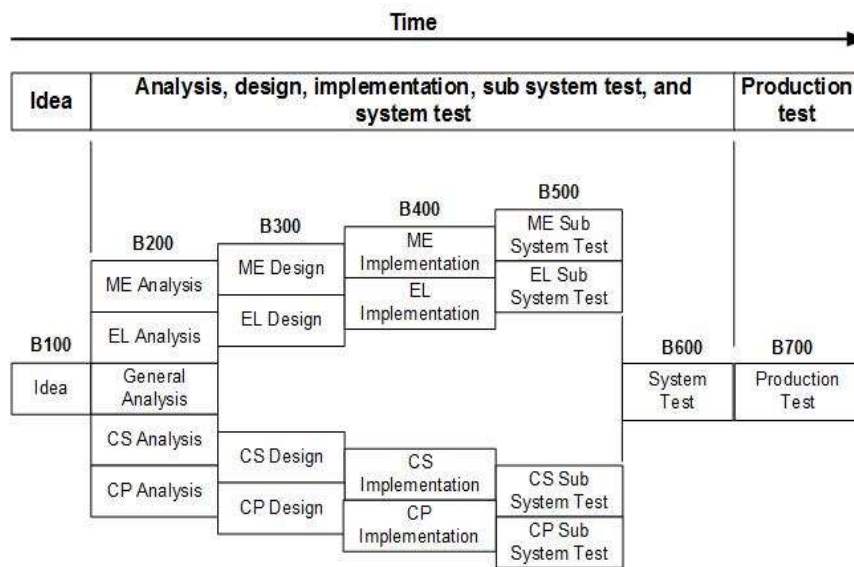 Time
Idea
Analysis, design, implementation, sub system test, and
system test
Production
test
B100
Idea
B200
ME Analysis
EL Analysis
General
Analysis
CS Analysis
CP Analysis
B300
ME Design
EL Design
CS Design
CP Design
B400
ME
Implementation
EL
Implementation
CS
Implementation
CP
Implementation
B500
ME Sub
System Test
EL Sub
System Test
CS Sub
System Test
CP Sub
System Test
B600
System
Test
B700
Production
Test